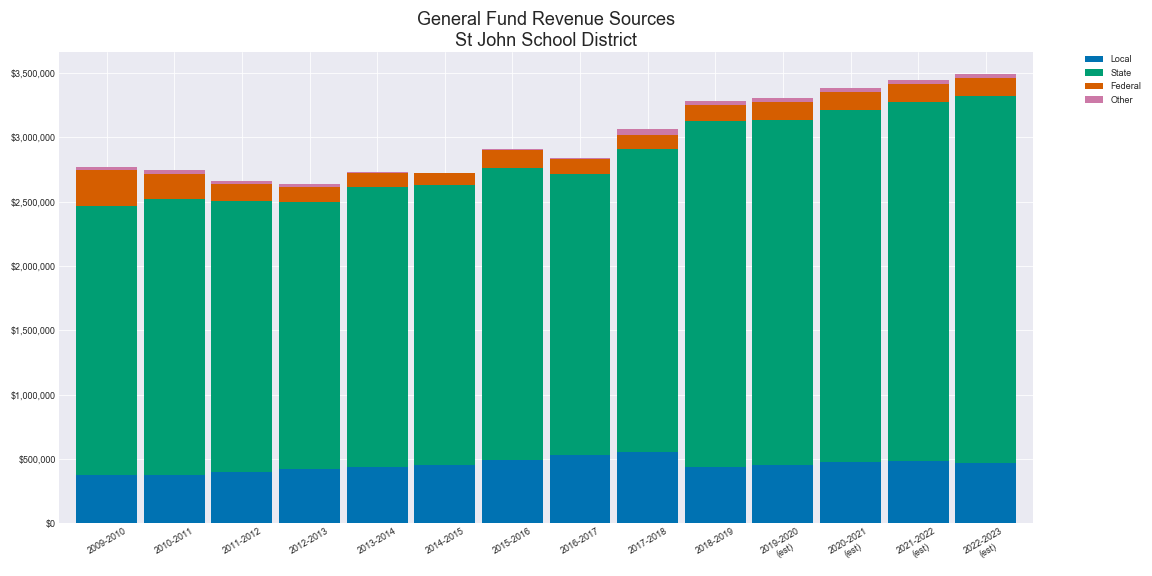 General Fund Revenue Sources
St John School District
Local
State
Federal
Other
$3,500,000
$3,000,000
$2,500,000
$2,000,000
$1,500,000
$1,000,000
$500,000
$0
2009-2010
2010-2011
2011-2012
2012-2013
2013-2014
2014-2015
2015-2016
2016-2017
2017-2018
2018-2019
2019-2020
(est)
2020-2021
(est)
2021-2022
(est)
2022-2023
(est)